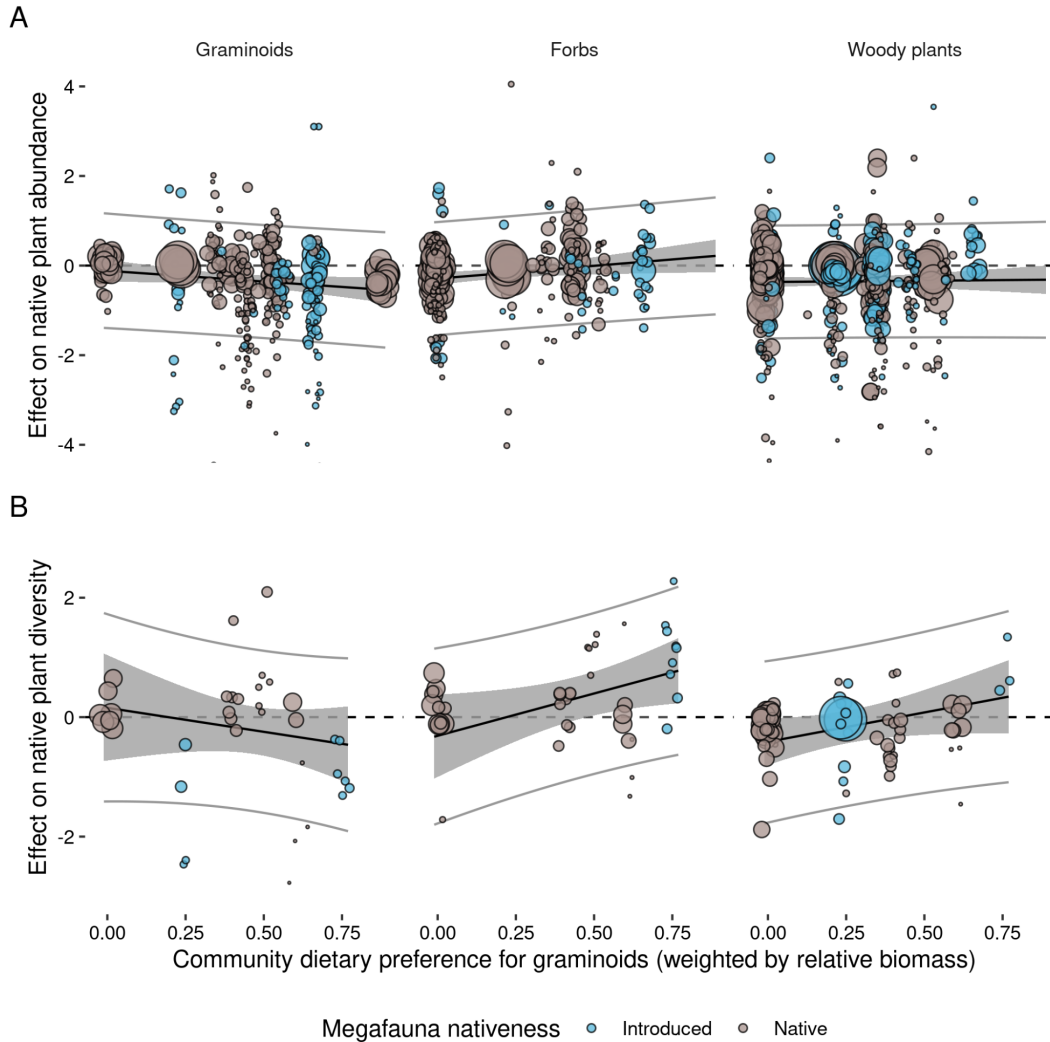 A
Graminoids Forbs Woody plants
Effect on native plant abundance
4
2
0
-2
-4
B
Effect on native plant diversity
2
0
-2
0.00 0.25 0.50 0.75 0.00 0.25 0.50 0.75 0.00 0.25 0.50 0.75
Community dietary preference for graminoids (weighted by relative biomass)
Megafauna nativeness Introduced Native